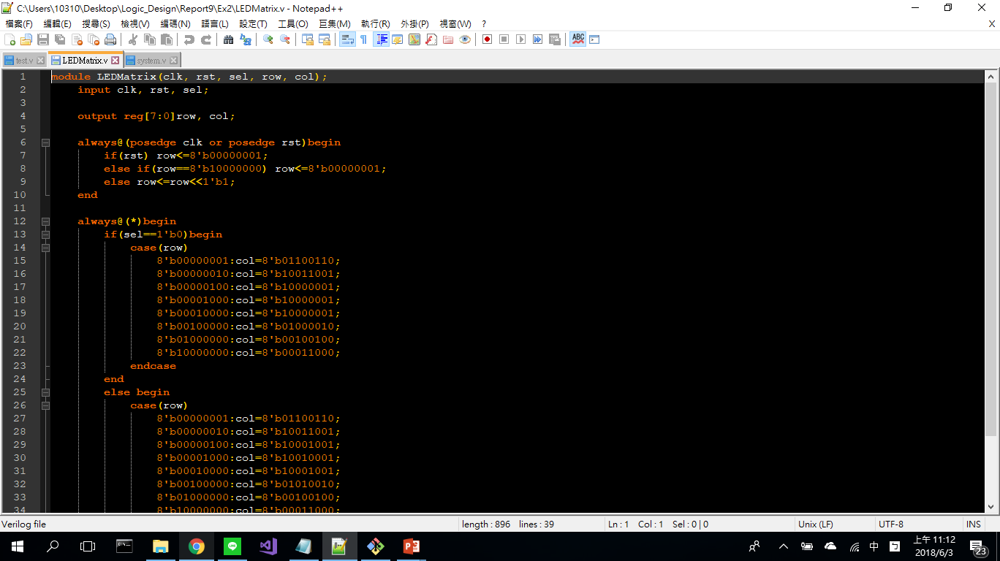 C:\Users\10310\Desktop\Logic_Design\Report9\Ex2\LEDMatrix.v - Notepad++
檔案(F) 編輯(E) 搜尋(S) 檢視(V) 編碼(N) 語言(L) 設定(T) 工具(O) 巨集(M) 執行(R) 外掛(P) 視窗(W) ? X
test.v LEDMatrix.v system.v
1 module LEDMatrix(clk, rst, sel, row, col);
2 input clk, rst, sel;
3
4 output reg[7:0]row, col;
5
6 always@(posedge clk or posedge rst)begin
7 if(rst) row<=8'b00000001;
8 else if(row==8'b10000000) row<=8'b00000001;
9 else row<=row<<1'b1;
10 end
11
12 always@(*)begin
13 if(sel==1'b0)begin
14 case(row)
15 8'b00000001:col=8'b01100110;
16 8'b00000010:col=8'b10011001;
17 8'b00000100:col=8'b10000001;
18 8'b00001000:col=8'b10000001;
19 8'b00010000:col=8'b10000001;
20 8'b00100000:col=8'b01000010;
21 8'b01000000:col=8'b00100100;
22 8'b10000000:col=8'b00011000;
23 endcase
24 end
25 else begin
26 case(row)
27 8'b00000001:col=8'b01100110;
28 8'b00000010:col=8'b10011001;
29 8'b00000100:col=8'b10001001;
30 8'b00001000:col=8'b10010001;
31 8'b00010000:col=8'b10001001;
32 8'b00100000:col=8'b01010010;
33 8'b01000000:col=8'b00100100;
34 8'b10000000:col=8'b00011000;
Verilog file length : 896 lines : 39 Ln : 1 Col : 1 Sel : 0 | 0 Unix (LF) UTF-8 INS
中 上午 11:12
2018/6/3 23